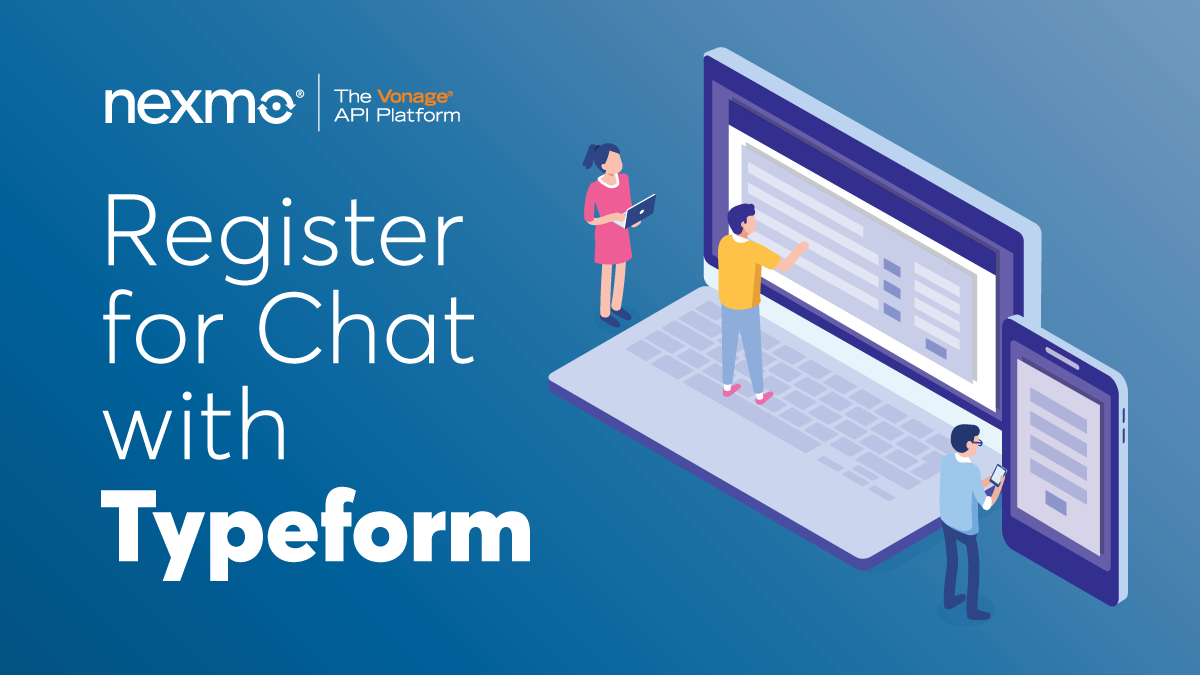 nexmo®
The Vonage®
API Platform
Register
for Chat
with
Typeform